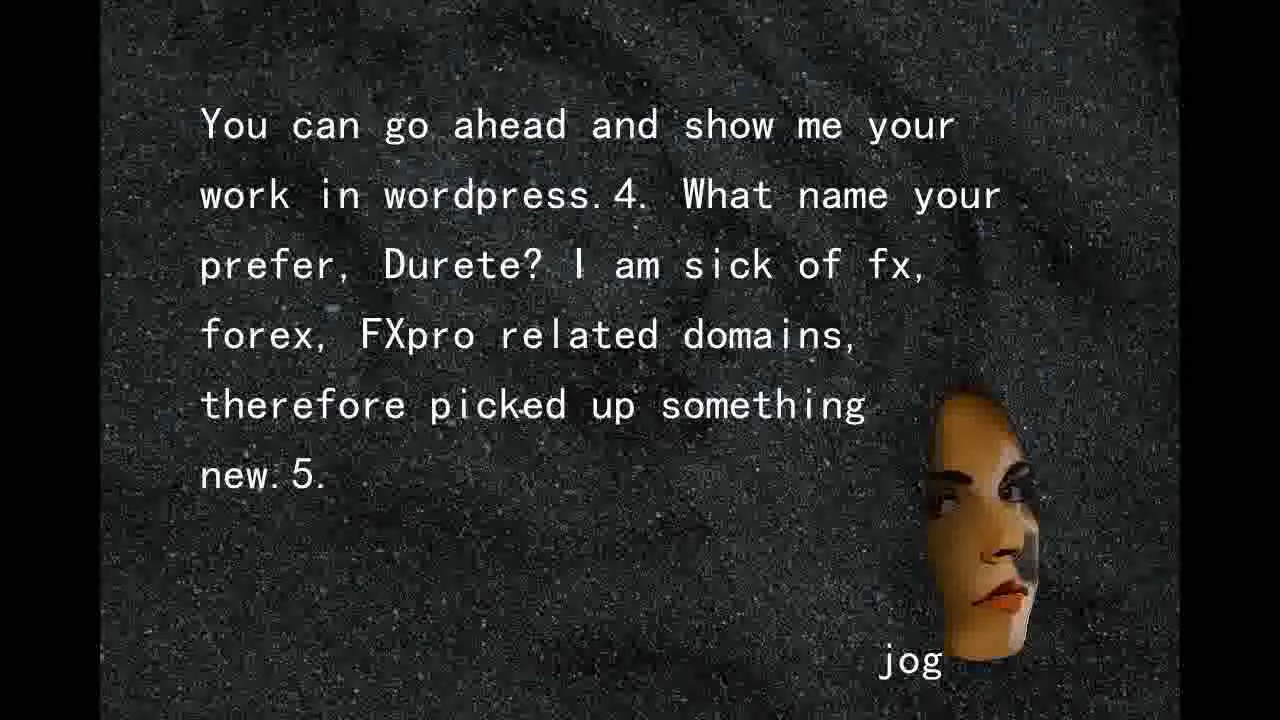 You can go ahead and show me your
work in wordpress.4. What name your
prefer, Durete? I am sick of fx,
forex, FXpro related domains,
therefore picked up something
new.5.
jog